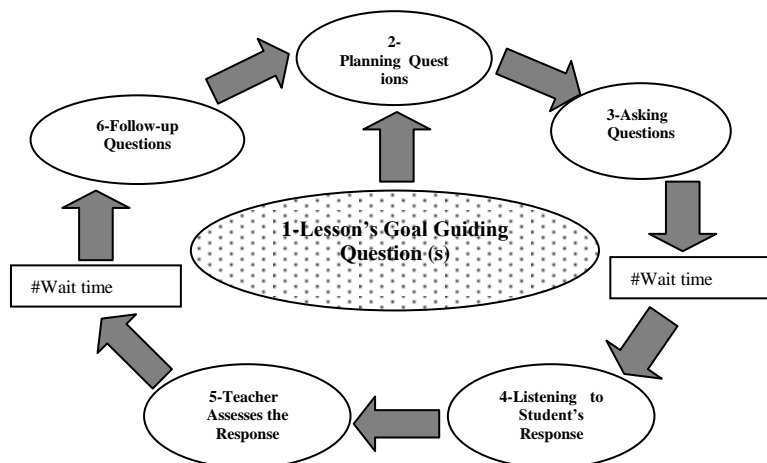 1-Lesson's Goal Guiding
Question (s)
2-
Planning Quest
ions
3-Asking
Questions
#Wait time
4-Listening to
Student's
Response
5-Teacher
Assesses the
Response
#Wait time
6-Follow-up
Questions